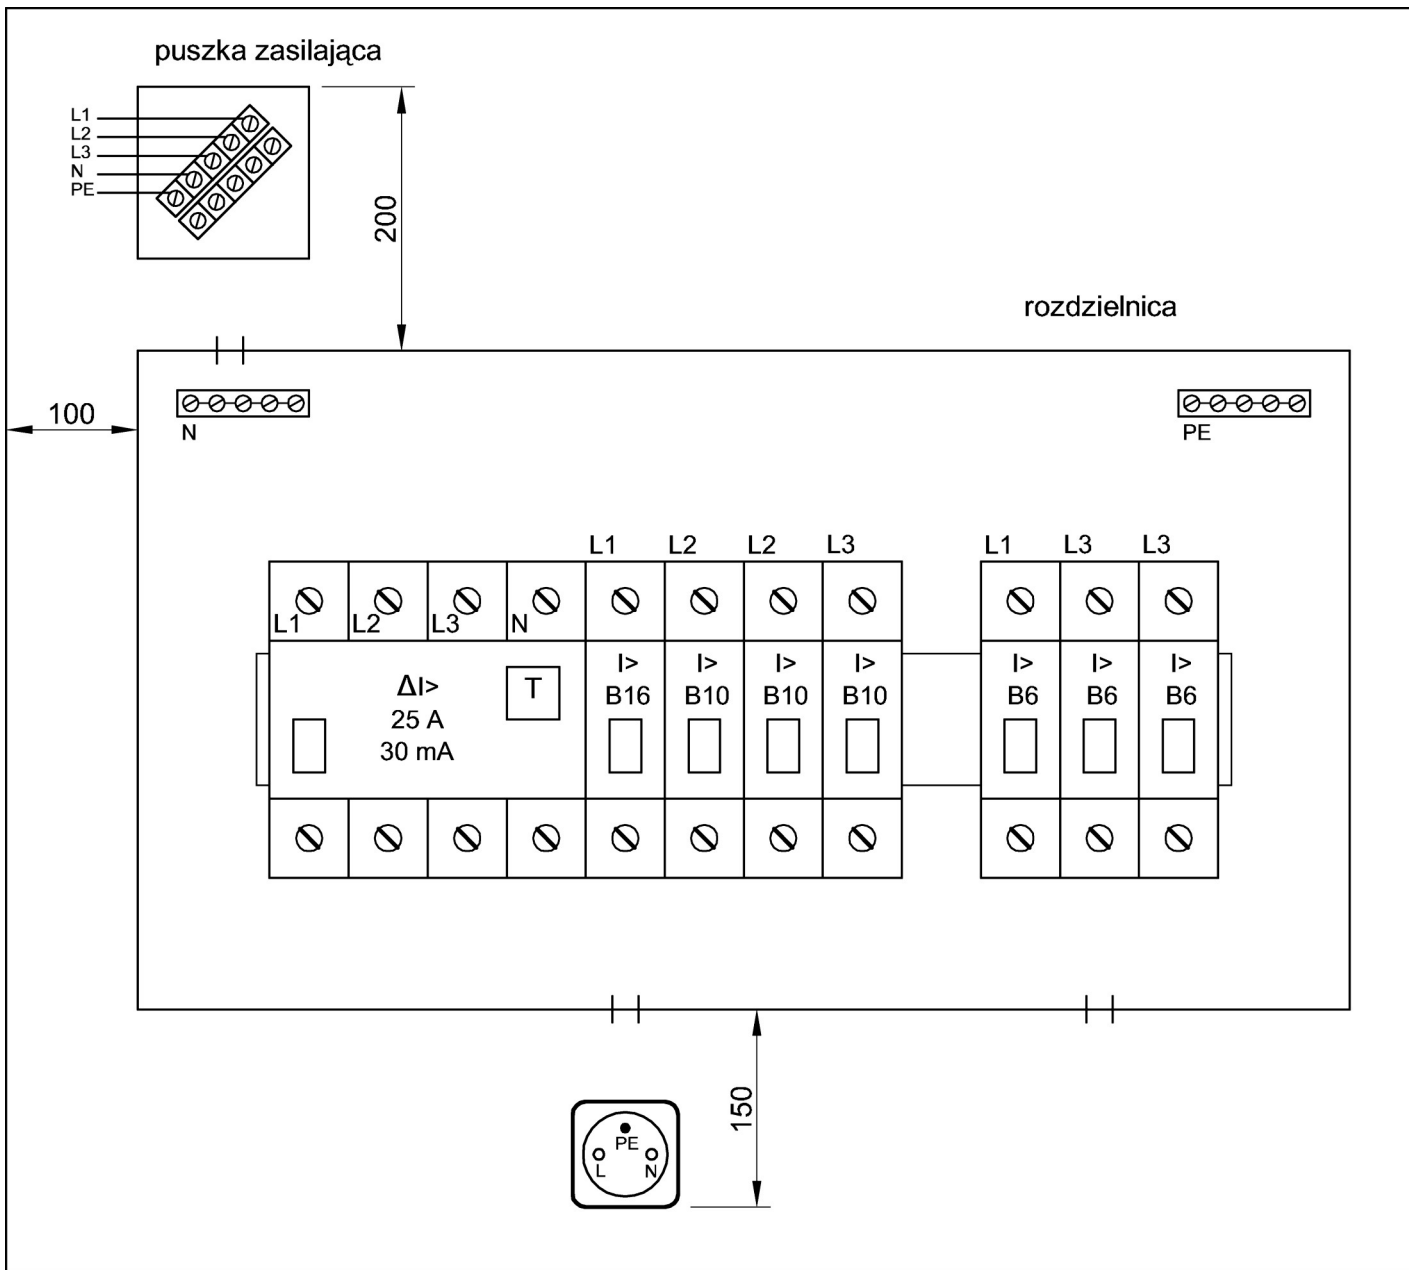 puszka zasilająca
L1
L2
L3
N
PE
200
rozdzielnica
100
N
PE
L1 L2 L2 L3 L1 L3 L3
L1 L2 L3 N
ΔI> T I> I> I> I> I> I> I>
25 A B16 B10 B10 B10 B6 B6 B6
30 mA
150
PE
L N